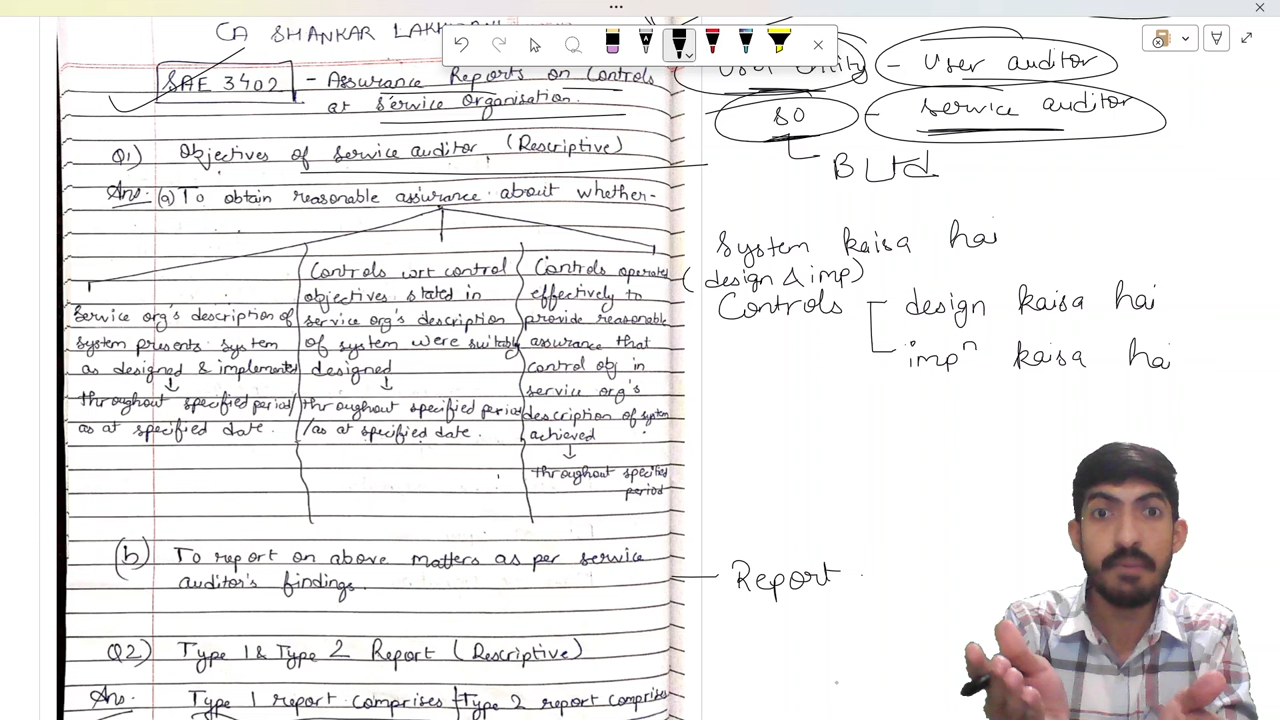 CA SHANKAR LAKHWANI
SAE 3402 - Assurance Reports on Controls
at Service Organisation.
Q1) Objectives of service auditor (Rescriptive)
Ans. (a) To obtain reasonable assurance about whether-
Service org's description of
system presents system
as designed & implemented
↓
throughout specified period/
as at specified date.
Controls wrt control
objectives stated in
service org's description
of system were suitably
designed
↓
throughout specified period
/as at specified date.
Controls operated
effectively to
provide reasonable
assurance that
control obj in
service org's
description of system
achieved
↓
throughout specified
period
(b) To report on above matters as per service
auditor's findings.
Q2) Type 1 & Type 2 Report (Rescriptive)
Ans. Type 1 report comprises
Type 2 report comprises
User Entity - User auditor
SO - service auditor
B Ltd
System kaisa hai
(design & imp)
Controls design kaisa hai
impⁿ kaisa hai
Report